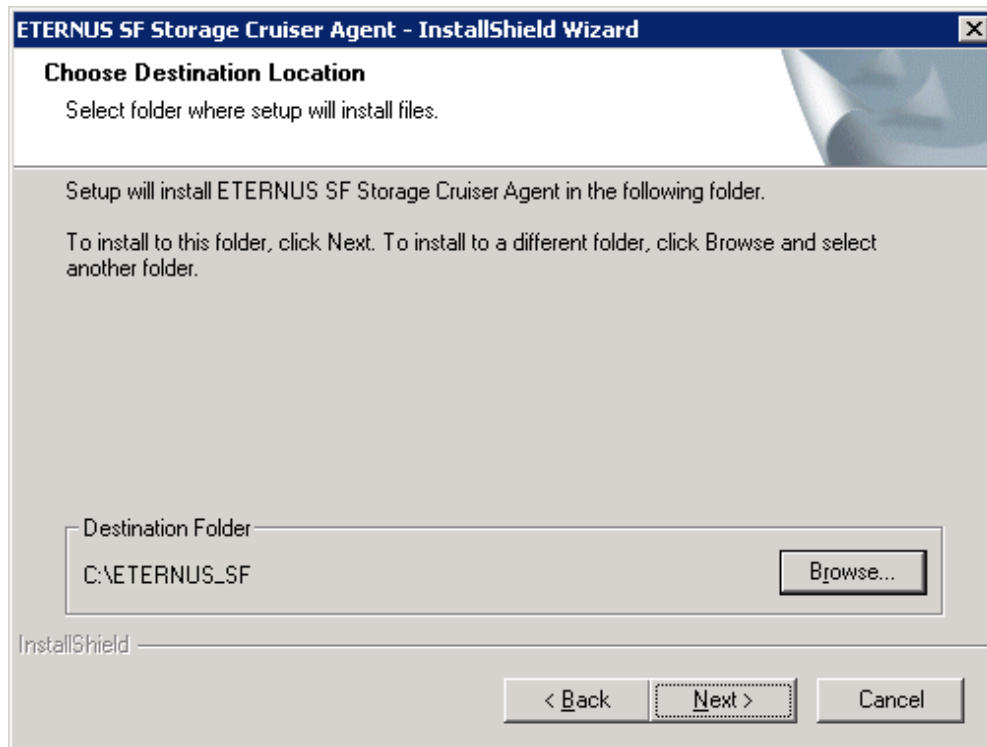 ETERNUS SF Storage Cruiser Agent - InstallShield Wizard
Choose Destination Location
Select folder where setup will install files.
Setup will install ETERNUS SF Storage Cruiser Agent in the following folder.
To install to this folder, click Next. To install to a different folder, click Browse and select
another folder.
Destination Folder
C:\ETERNUS_SF
Browse...
InstallShield
< Back
Next >
Cancel